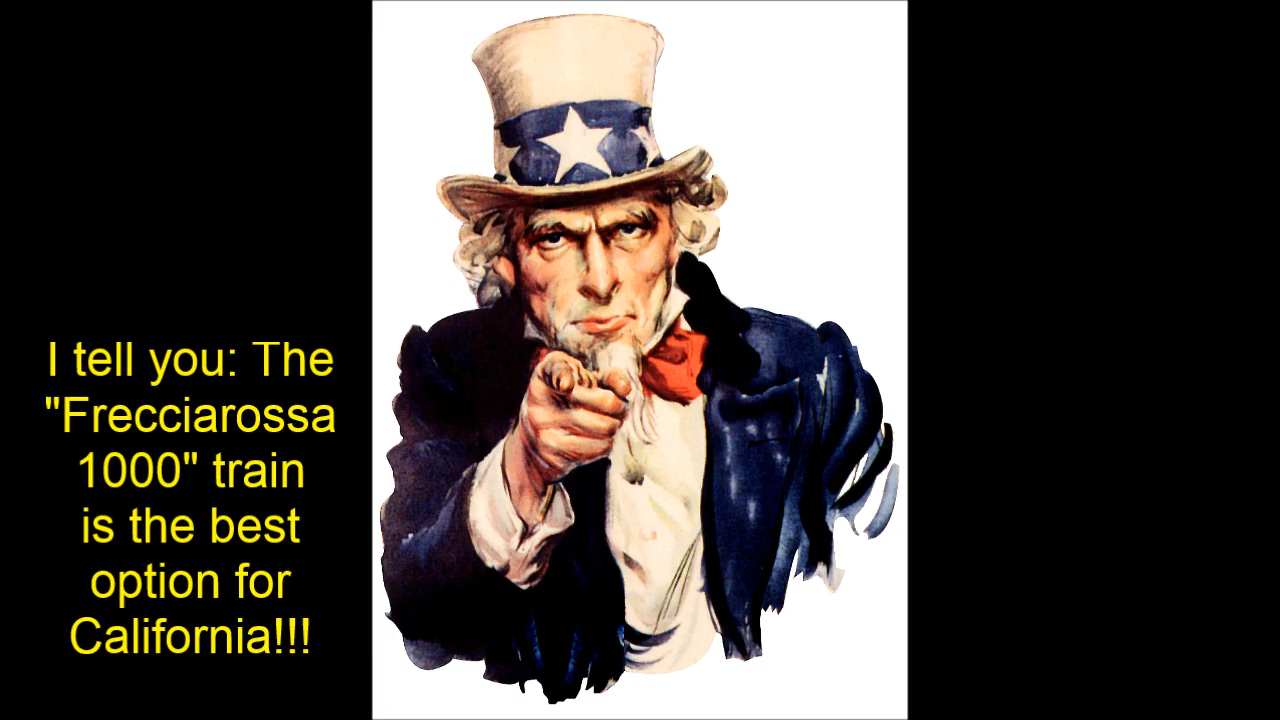 I tell you: The
"Frecciarossa
1000" train
is the best
option for
California!!!